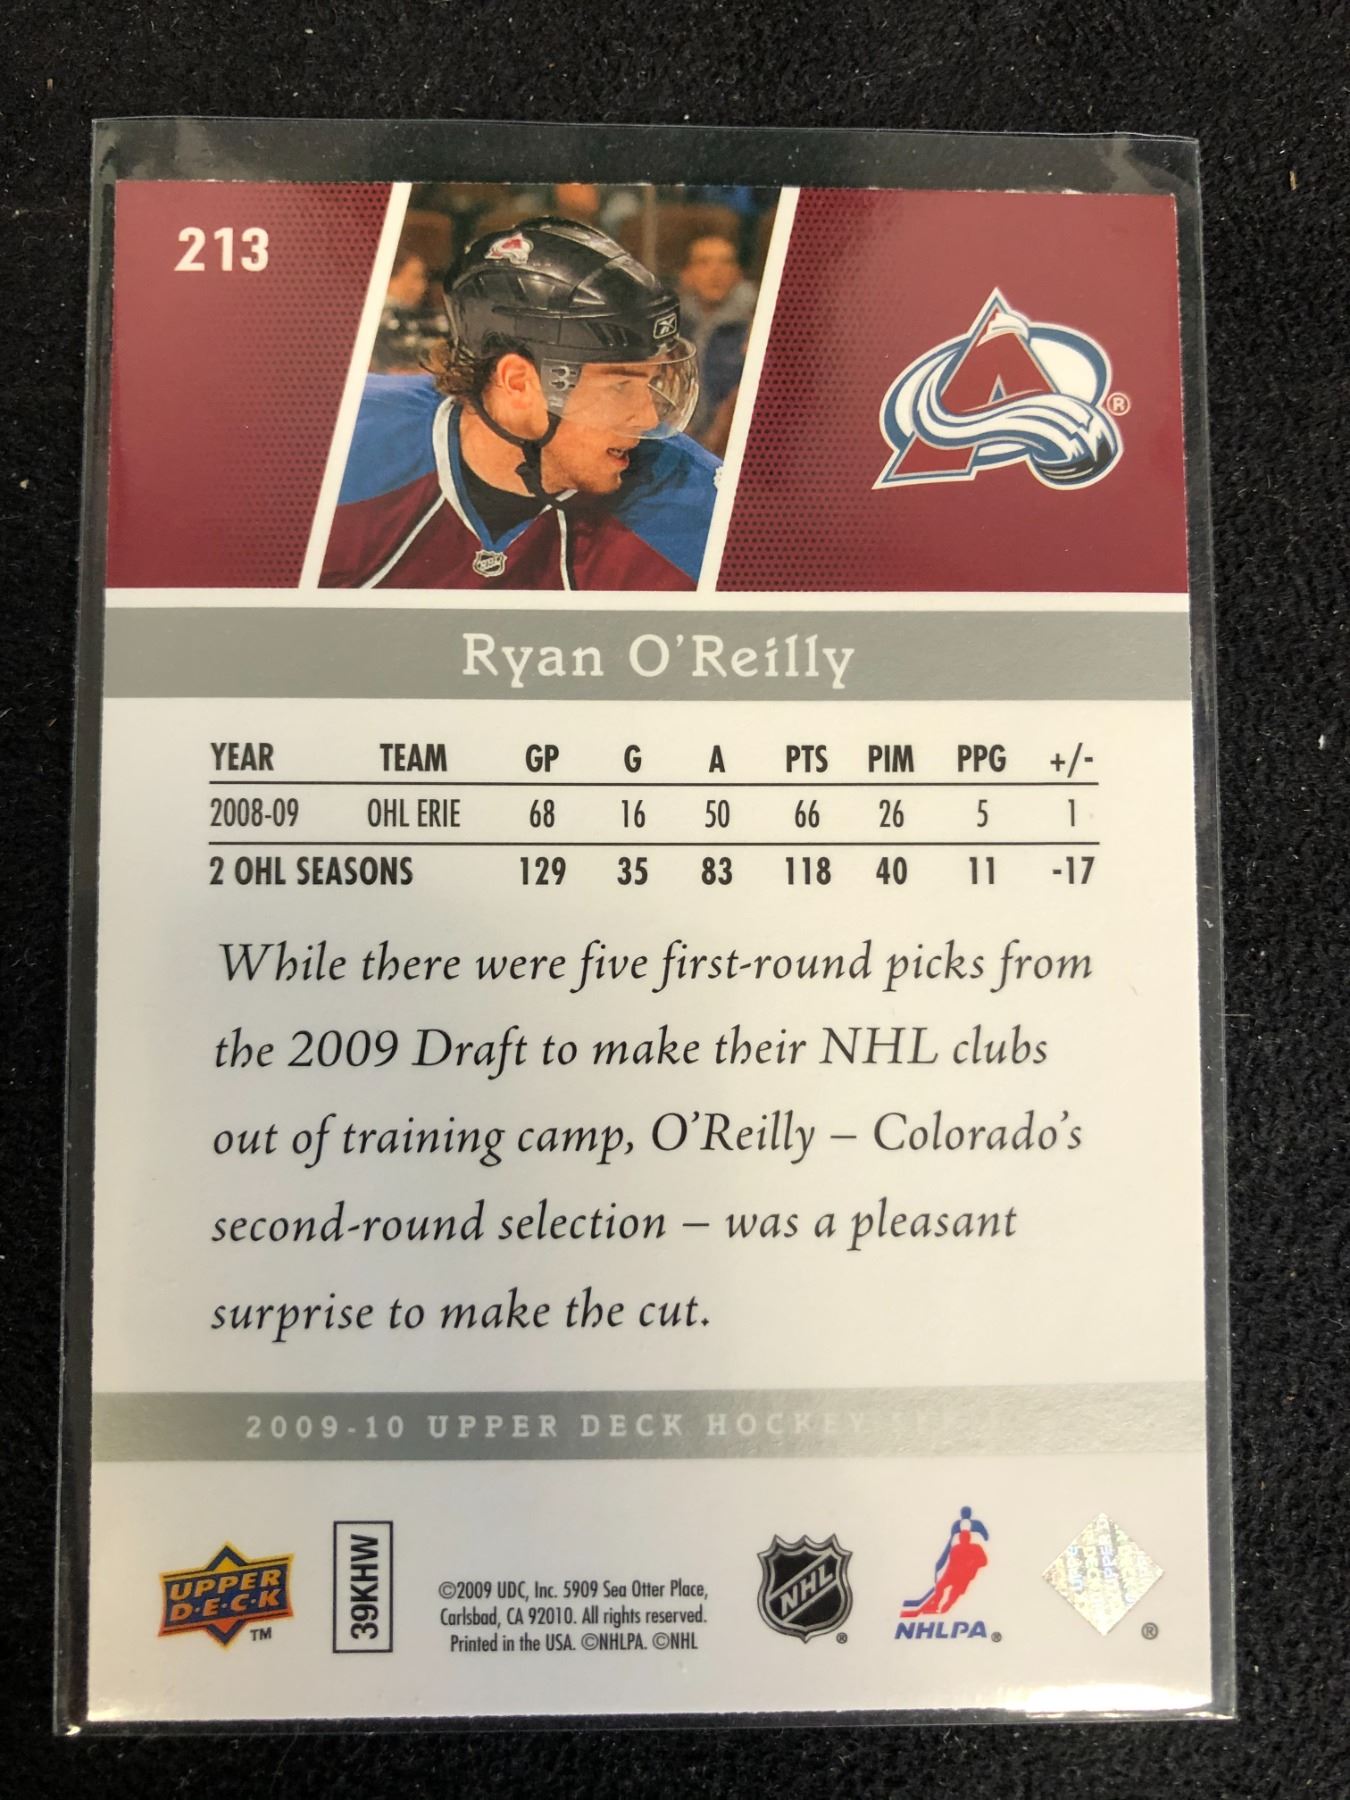 213
®
Ryan O'Reilly
YEAR TEAM GP G A PTS PIM PPG +/-
2008-09 OHL ERIE 68 16 50 66 26 5 1
2 OHL SEASONS 129 35 83 118 40 11 -17
While there were five first-round picks from
the 2009 Draft to make their NHL clubs
out of training camp, O'Reilly – Colorado's
second-round selection – was a pleasant
surprise to make the cut.
2009-10 UPPER DECK HOCKEY
UPPER
D·E·C·K
TM
39KHW
©2009 UDC, Inc. 5909 Sea Otter Place,
Carlsbad, CA 92010. All rights reserved.
Printed in the USA. ©NHLPA. ©NHL
NHL ®
NHLPA ®
®